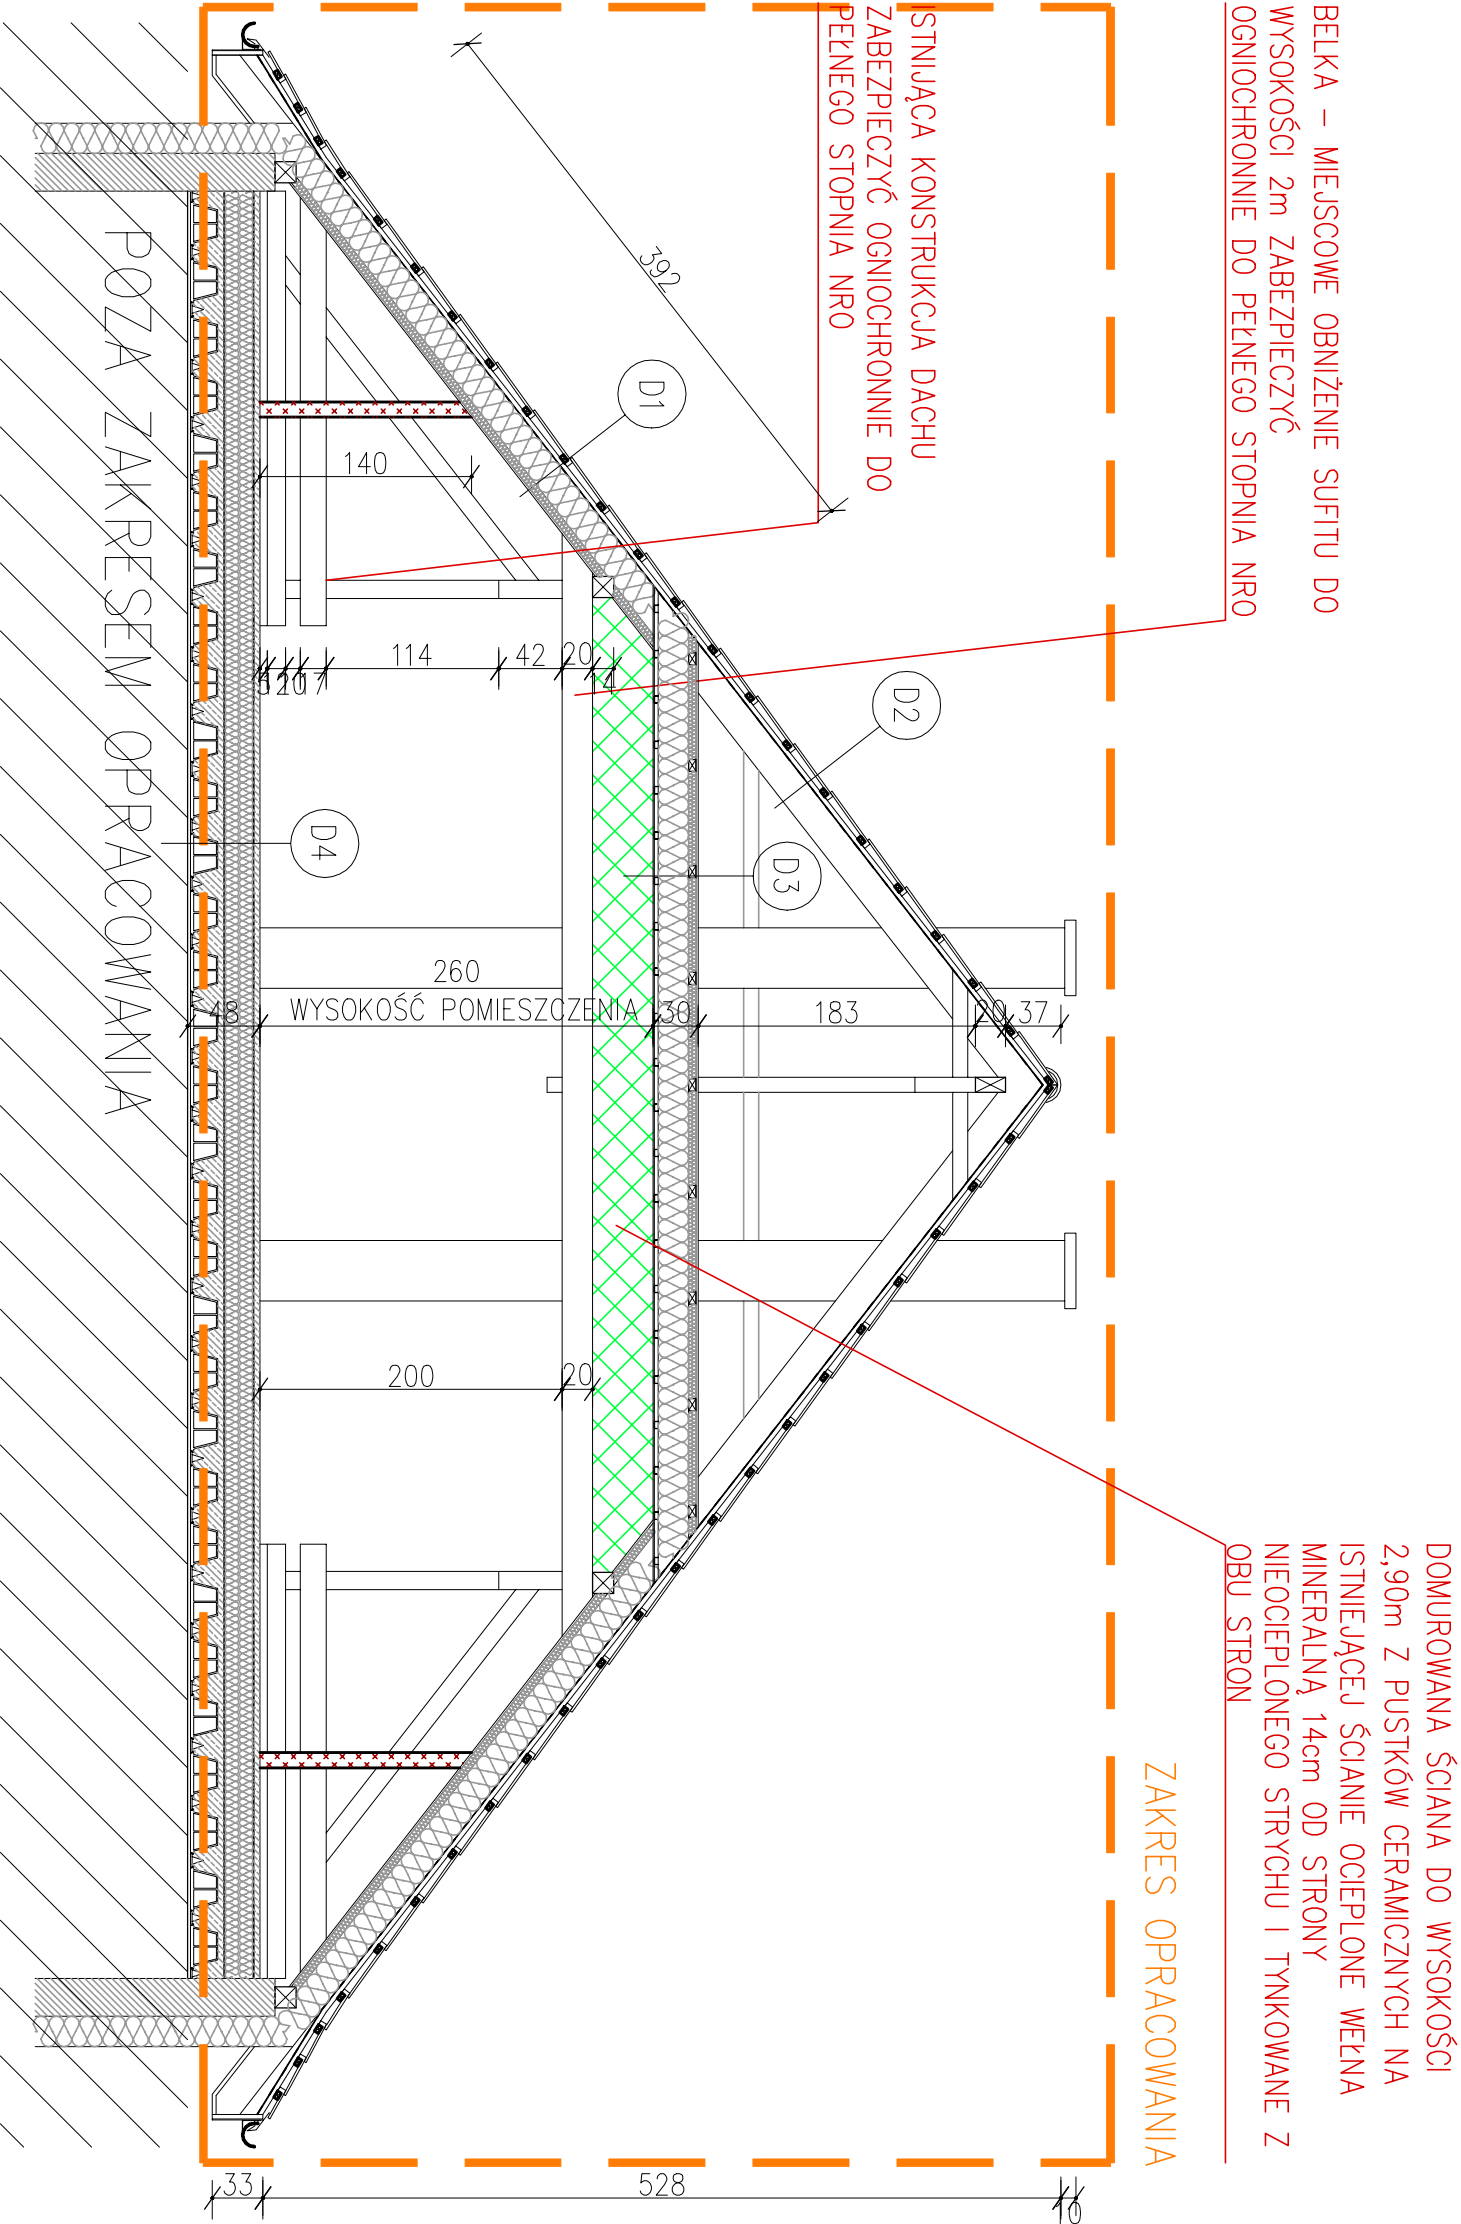 BELKA – MIEJSCOWE OBNIŻENIE SUFITU DO
WYSOKOŚCI 2m ZABEZPIECZYĆ
OGNIOCHRONNIE DO PEŁNEGO STOPNIA NRO
ISTNIJĄCA KONSTRUKCJA DACHU
ZABEZPIECZYĆ OGNIOCHRONNIE DO
PEŁNEGO STOPNIA NRO
DOMUROWANA ŚCIANA DO WYSOKOŚCI
2,90m Z PUSTKÓW CERAMICZNYCH NA
ISTNIEJĄCEJ ŚCIANIE OCIEPLONE WEŁNA
MINERALNĄ 14cm OD STRONY
NIEOCIEPLONEGO STRYCHU I TYNKOWANE Z
OBU STRON
ZAKRES OPRACOWANIA
392
D1
D2
D3
D4
140
114
42
20
4
17
260
WYSOKOŚĆ POMIESZCZENIA
48
30
183
20
37
200
20
33
528
10
POZA ZAKRESEM OPRACOWANIA